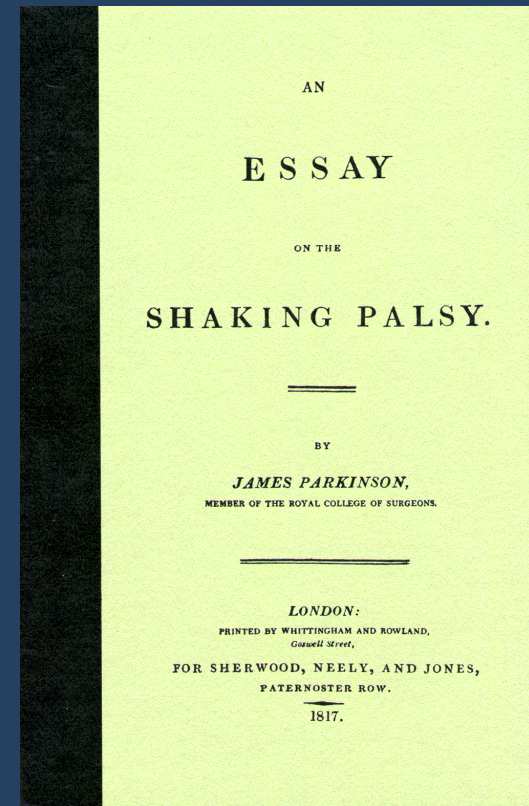 AN
ESSAY
ON THE
SHAKING PALSY.
BY
JAMES PARKINSON,
MEMBER OF THE ROYAL COLLEGE OF SURGEONS.
LONDON:
PRINTED BY WHITTINGHAM AND ROWLAND,
Goswell Street,
FOR SHERWOOD, NEELY, AND JONES,
PATERNOSTER ROW.
1817.